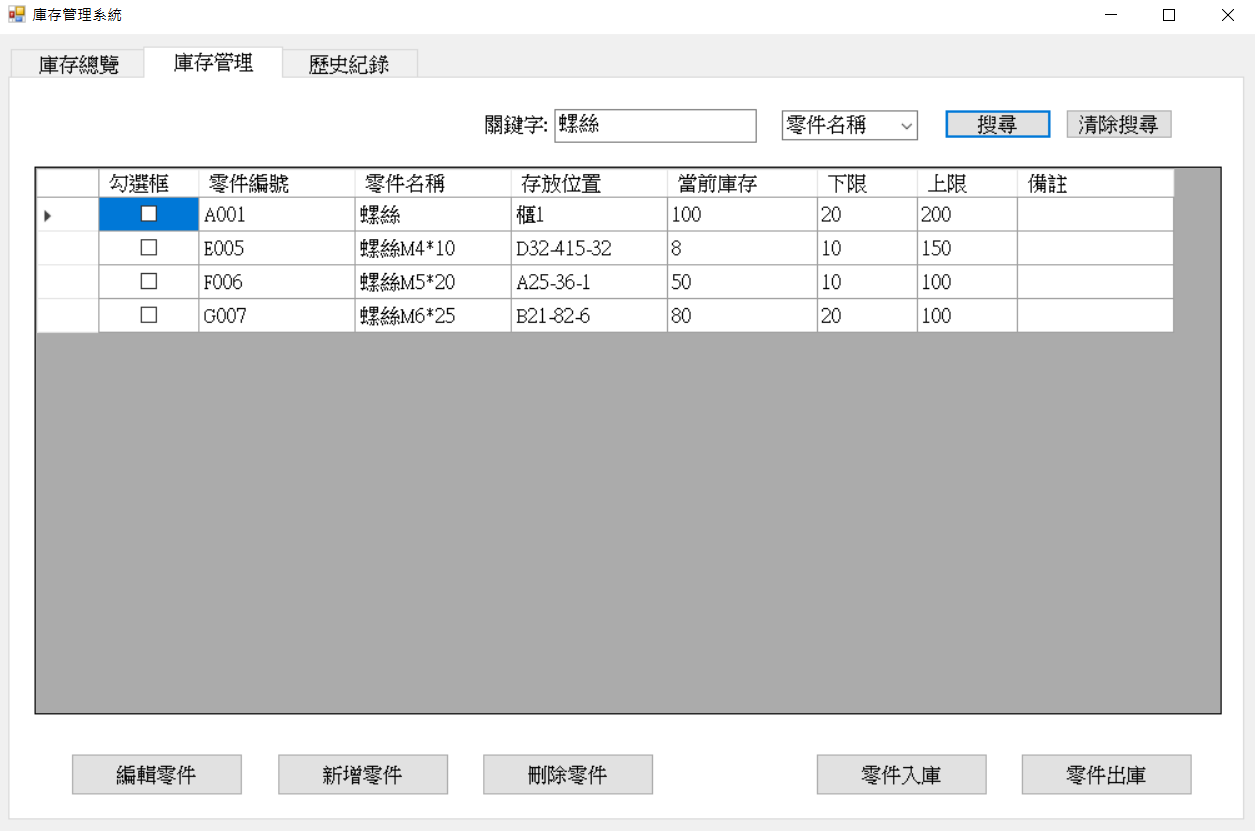 庫存管理系統
庫存總覽 庫存管理 歷史紀錄
關鍵字: 螺絲 零件名稱 搜尋 清除搜尋
勾選框 零件編號 零件名稱 存放位置 當前庫存 下限 上限 備註
A001 螺絲 櫃1 100 20 200
E005 螺絲M4*10 D32-415-32 8 10 150
F006 螺絲M5*20 A25-36-1 50 10 100
G007 螺絲M6*25 B21-82-6 80 20 100
編輯零件 新增零件 刪除零件 零件入庫 零件出庫